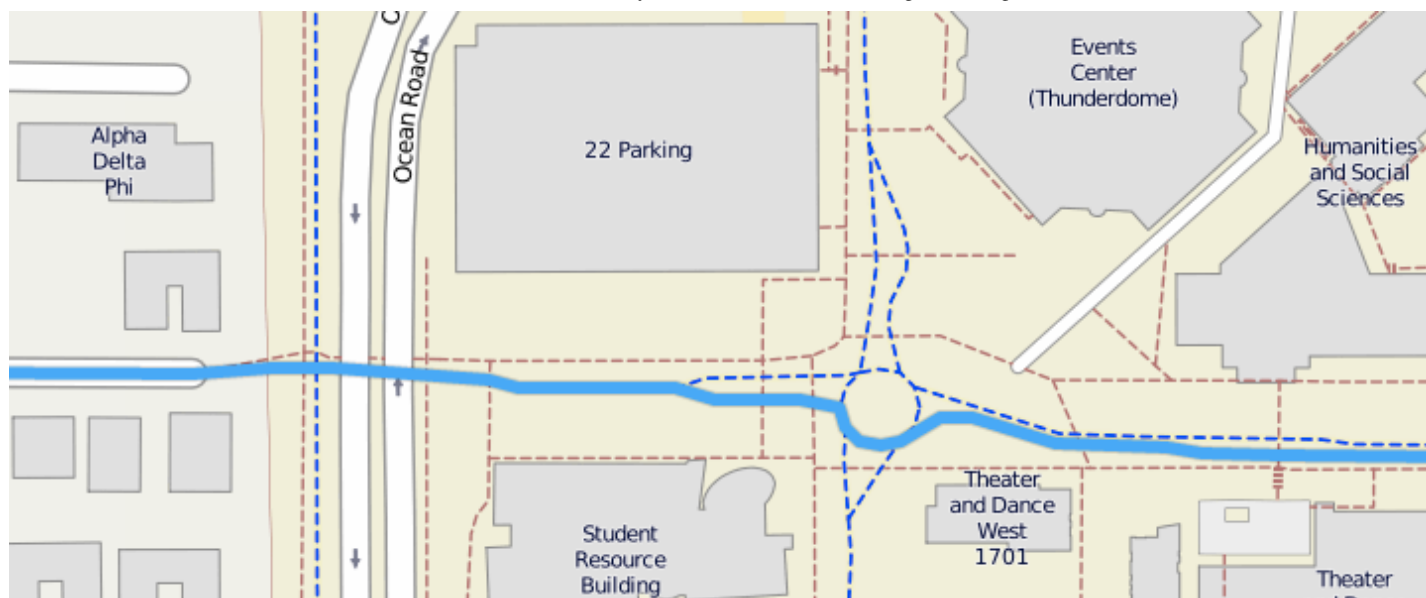 Events
Center
(Thunderdome)
Ocean Road
Alpha
Delta
Phi
22 Parking
Humanities
and Social
Sciences
Theater
and Dance
West
1701
Student
Resource
Building
Theater